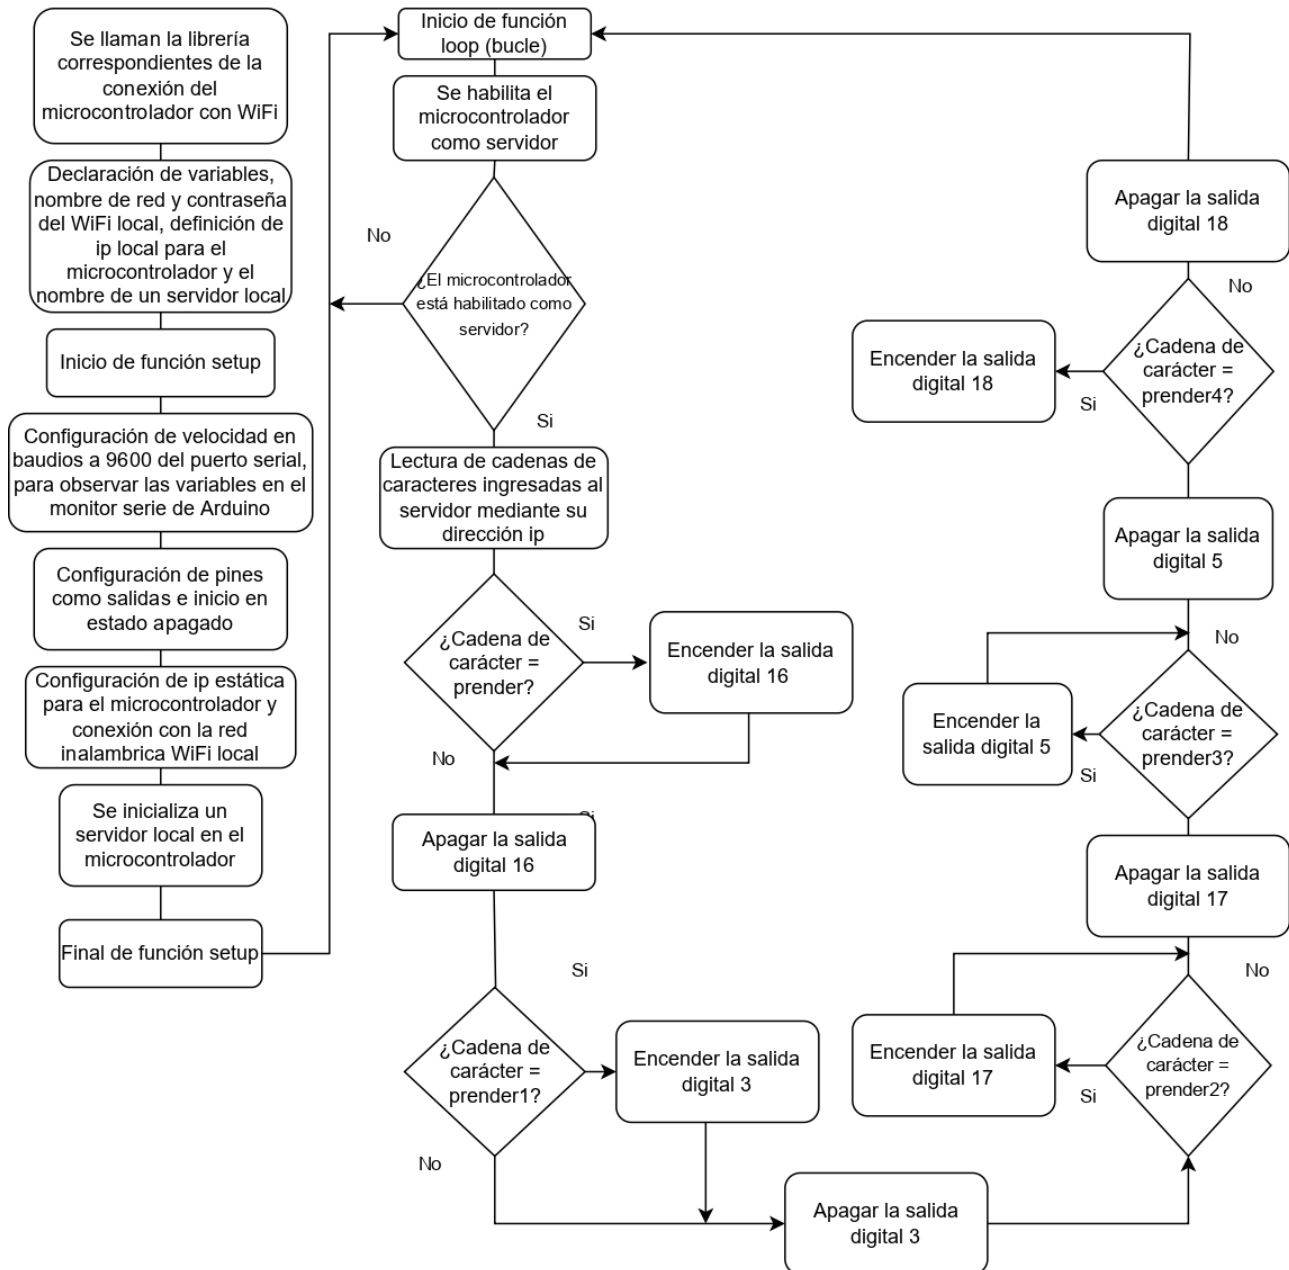 Se llaman la librería
correspondientes de la
conexión del
microcontrolador con WiFi
Declaración de variables,
nombre de red y contraseña
del WiFi local, definición de
ip local para el
microcontrolador y el
nombre de un servidor local
Inicio de función setup
Configuración de velocidad en
baudios a 9600 del puerto serial,
para observar las variables en el
monitor serie de Arduino
Configuración de pines
como salidas e inicio en
estado apagado
Configuración de ip estática
para el microcontrolador y
conexión con la red
inalambrica WiFi local
Se inicializa un
servidor local en el
microcontrolador
Final de función setup
Inicio de función
loop (bucle)
Se habilita el
microcontrolador
como servidor
No
¿El microcontrolador
está habilitado como
servidor?
Si
Lectura de cadenas de
caracteres ingresadas al
servidor mediante su
dirección ip
¿Cadena de
carácter =
prender?
Si
Encender la salida
digital 16
No
Si
Apagar la salida
digital 16
Si
¿Cadena de
carácter =
prender1?
Encender la salida
digital 3
No
Apagar la salida
digital 3
¿Cadena de
carácter =
prender2?
Si
Encender la salida
digital 17
No
Apagar la salida
digital 17
¿Cadena de
carácter =
prender3?
Si
Encender la
salida digital 5
No
Apagar la salida
digital 5
¿Cadena de
carácter =
prender4?
Si
Encender la salida
digital 18
No
Apagar la salida
digital 18